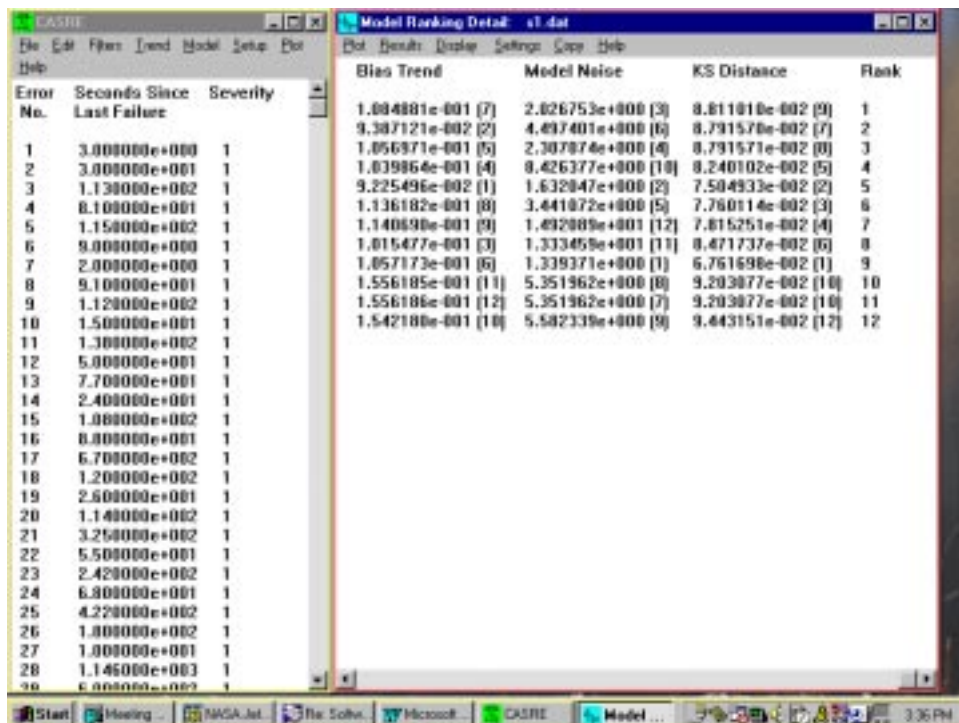 CASRE
File Edit Filters Trend Model Setup Plot
Help
Error Seconds Since Severity
No. Last Failure
1 3.000000e+000 1
2 3.000000e+001 1
3 1.130000e+002 1
4 8.100000e+001 1
5 1.150000e+002 1
6 9.000000e+000 1
7 2.000000e+000 1
8 9.100000e+001 1
9 1.120000e+002 1
10 1.500000e+001 1
11 1.380000e+002 1
12 5.000000e+001 1
13 7.700000e+001 1
14 2.400000e+001 1
15 1.080000e+002 1
16 8.800000e+001 1
17 6.700000e+002 1
18 1.200000e+002 1
19 2.600000e+001 1
20 1.140000e+002 1
21 3.250000e+002 1
22 5.500000e+001 1
23 2.420000e+002 1
24 6.800000e+001 1
25 4.220000e+002 1
26 1.800000e+002 1
27 1.000000e+001 1
28 1.146000e+003 1
29 1
Model Ranking Detail: s1.dat
Plot Results Display Settings Copy Help
Bias Trend Model Noise KS Distance Rank
1.084881e-001 (7) 2.026753e+000 (3) 8.811010e-002 (9) 1
9.387121e-002 (2) 4.497401e+000 (6) 8.791570e-002 (7) 2
1.056971e-001 (5) 2.387874e+000 (4) 8.791571e-002 (8) 3
1.039864e-001 (4) 8.426377e+000 (10) 8.240102e-002 (5) 4
9.225496e-002 (1) 1.632047e+000 (2) 7.504933e-002 (2) 5
1.136182e-001 (8) 3.441072e+000 (5) 7.760114e-002 (3) 6
1.140690e-001 (9) 1.492089e+001 (12) 7.815251e-002 (4) 7
1.015477e-001 (3) 1.333459e+001 (11) 8.471737e-002 (6) 8
1.057173e-001 (6) 1.339371e+000 (1) 6.761698e-002 (1) 9
1.556185e-001 (11) 5.351962e+000 (8) 9.203077e-002 (10) 10
1.556186e-001 (12) 5.351962e+000 (7) 9.203077e-002 (10) 11
1.542180e-001 (10) 5.582339e+000 (9) 9.443151e-002 (12) 12
Start Meeting ... NASA Jet... Re: Softw... Microsoft... CASRE Model ... 3:36 PM